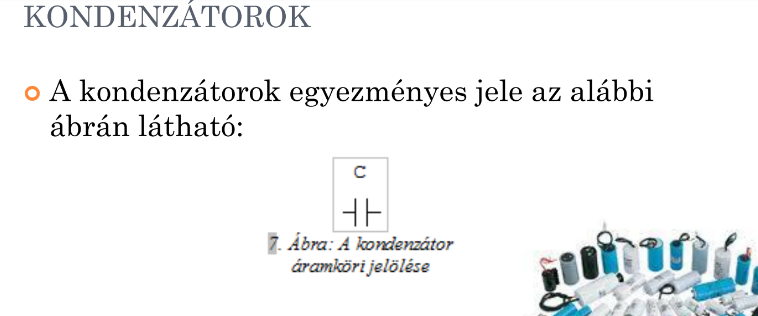 KONDENZÁTOROK
A kondenzátorok egyezményes jele az alábbi
ábrán látható:
C
7. Ábra: A kondenzátor
áramköri jelölése